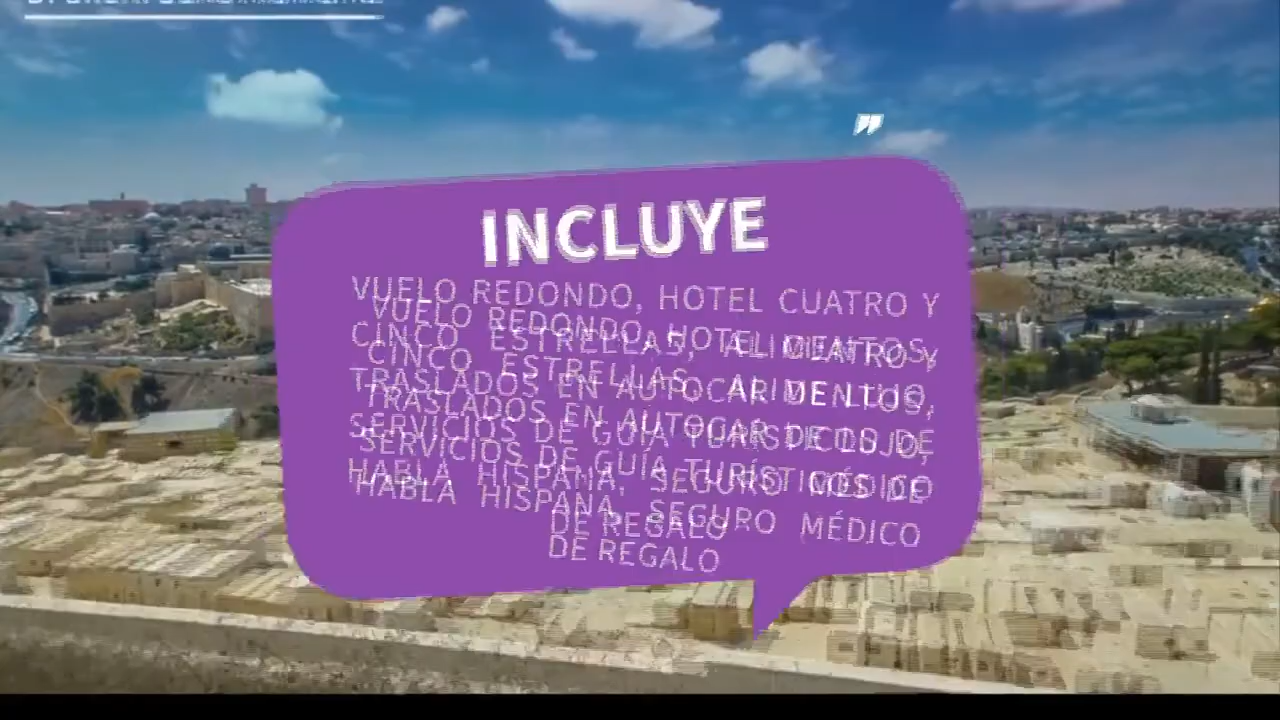 "
INCLUYE
VUELO REDONDO, HOTEL CUATRO Y
CINCO ESTRELLAS, ALIMENTOS,
TRASLADOS EN AUTOCAR DE LUJO,
SERVICIOS DE GUÍA TURÍSTICOS DE
HABLA HISPANA, SEGURO MÉDICO
DE REGALO